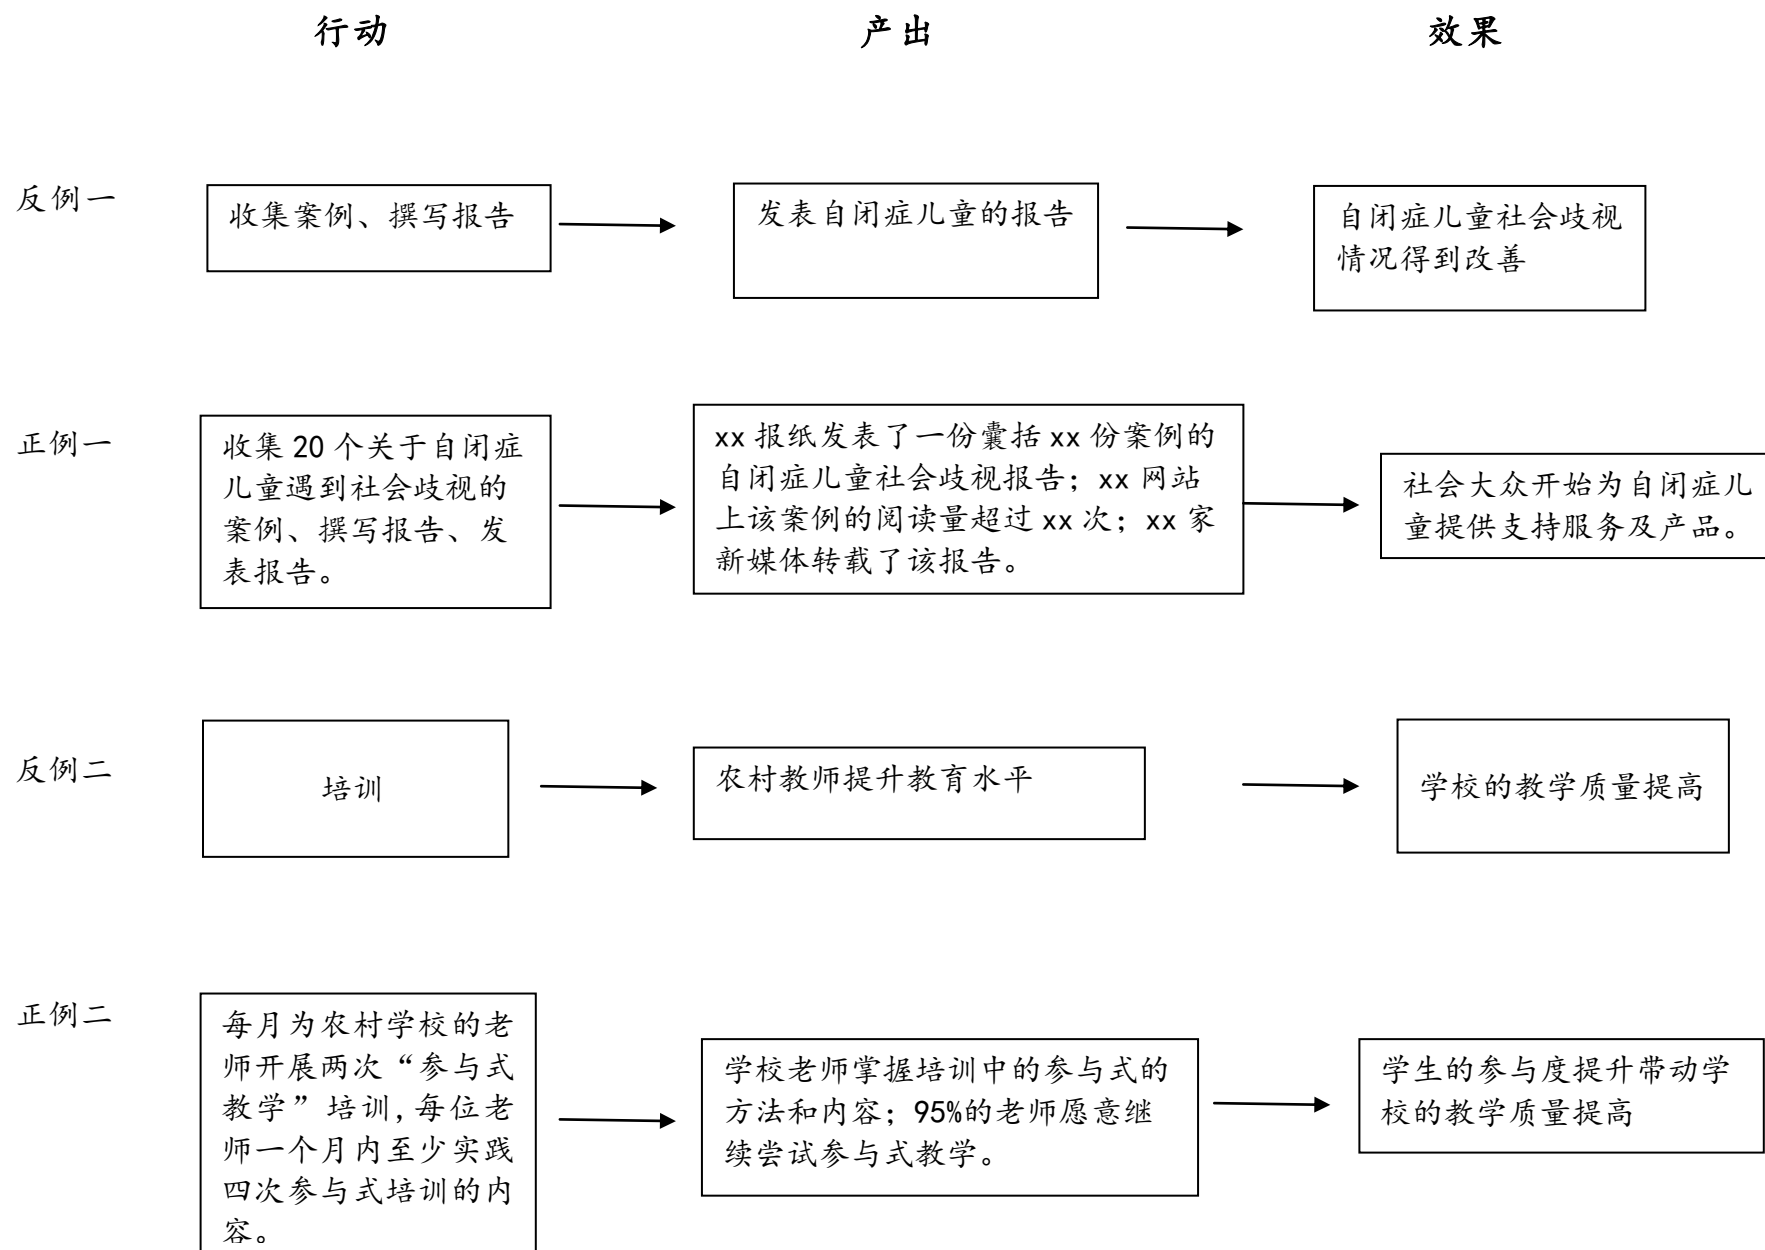 行动
产出
效果
反例一
收集案例、撰写报告
发表自闭症儿童的报告
自闭症儿童社会歧视
情况得到改善
正例一
收集 20 个关于自闭症
儿童遇到社会歧视的
案例、撰写报告、发
表报告。
xx 报纸发表了一份囊括 xx 份案例的
自闭症儿童社会歧视报告；xx 网站
上该案例的阅读量超过 xx 次；xx 家
新媒体转载了该报告。
社会大众开始为自闭症儿
童提供支持服务及产品。
反例二
培训
农村教师提升教育水平
学校的教学质量提高
正例二
每月为农村学校的老
师开展两次“参与式
教学”培训,每位老
师一个月内至少实践
四次参与式培训的内
容。
学校老师掌握培训中的参与式的
方法和内容；95%的老师愿意继
续尝试参与式教学。
学生的参与度提升带动学
校的教学质量提高